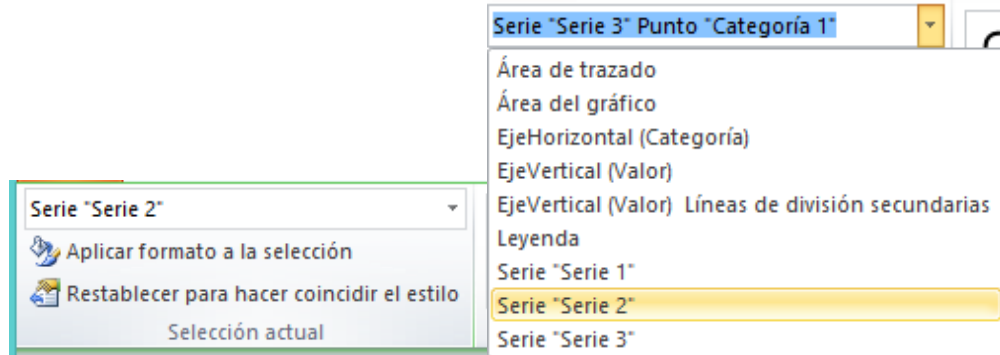 Serie "Serie 3" Punto "Categoría 1"
Área de trazado
Área del gráfico
EjeHorizontal (Categoría)
EjeVertical (Valor)
EjeVertical (Valor) Líneas de división secundarias
Leyenda
Serie "Serie 1"
Serie "Serie 2"
Serie "Serie 3"
Serie "Serie 2"
Aplicar formato a la selección
Restablecer para hacer coincidir el estilo
Selección actual